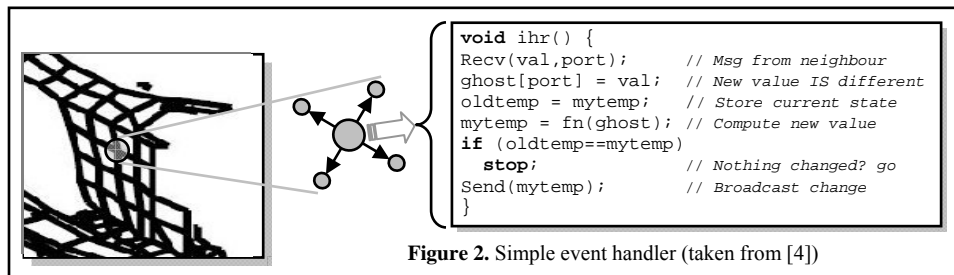 void ihr() {
Recv(val,port);      // Msg from neighbour
ghost[port] = val;   // New value IS different
oldtemp = mytemp;    // Store current state
mytemp = fn(ghost);  // Compute new value
if (oldtemp==mytemp)
  stop;              // Nothing changed? go
Send(mytemp);        // Broadcast change
}
Figure 2. Simple event handler (taken from [4])